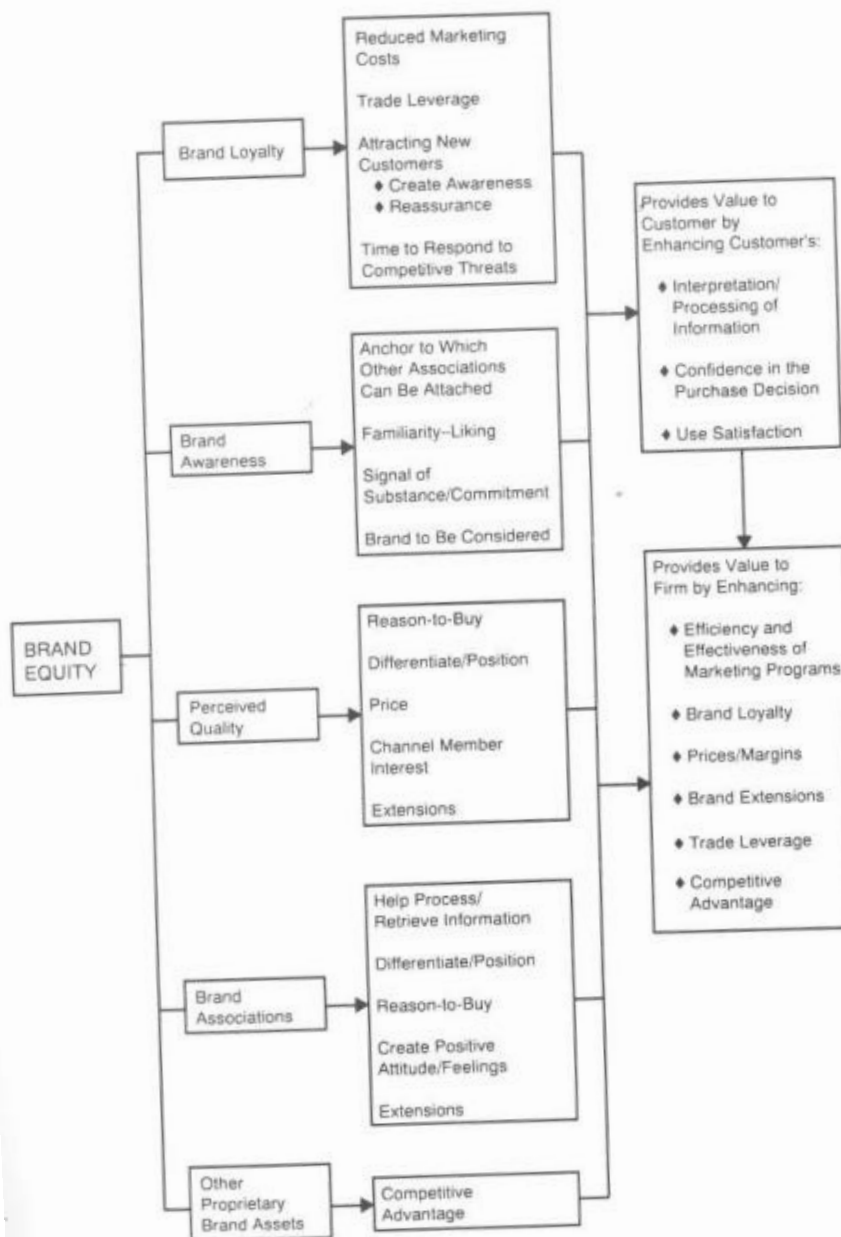 BRAND
EQUITY
Brand Loyalty
Reduced Marketing
Costs
Trade Leverage
Attracting New
Customers
♦ Create Awareness
♦ Reassurance
Time to Respond to
Competitive Threats
Brand
Awareness
Anchor to Which
Other Associations
Can Be Attached
Familiarity--Liking
Signal of
Substance/Commitment
Brand to Be Considered
Perceived
Quality
Reason-to-Buy
Differentiate/Position
Price
Channel Member
Interest
Extensions
Brand
Associations
Help Process/
Retrieve Information
Differentiate/Position
Reason-to-Buy
Create Positive
Attitude/Feelings
Extensions
Other
Proprietary
Brand Assets
Competitive
Advantage
Provides Value to
Customer by
Enhancing Customer's:
♦ Interpretation/
Processing of
Information
♦ Confidence in the
Purchase Decision
♦ Use Satisfaction
Provides Value to
Firm by Enhancing:
♦ Efficiency and
Effectiveness of
Marketing Programs
♦ Brand Loyalty
♦ Prices/Margins
♦ Brand Extensions
♦ Trade Leverage
♦ Competitive
Advantage